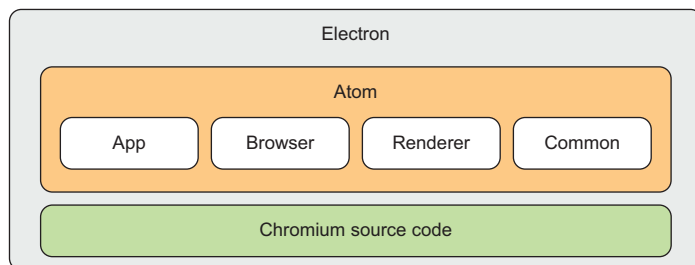 Electron
Atom
App Browser Renderer Common
Chromium source code